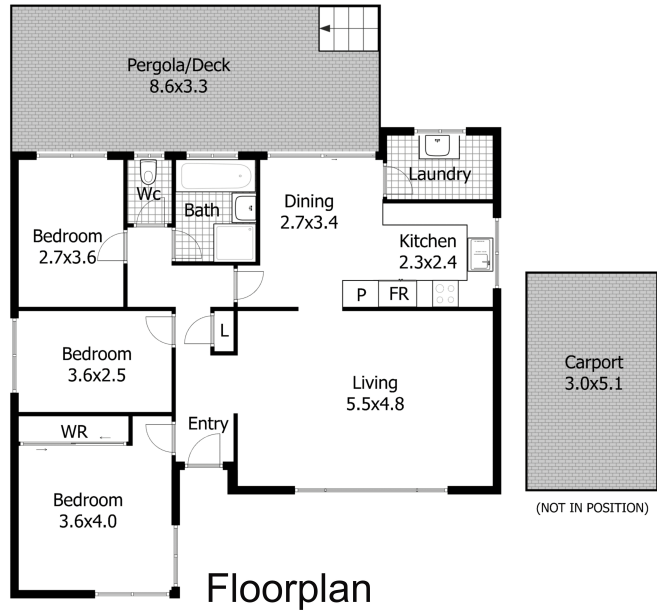 Pergola/Deck
8.6x3.3
Wc
Bath
Dining
2.7x3.4
Laundry
Bedroom
2.7x3.6
Kitchen
2.3x2.4
P
FR
L
Bedroom
3.6x2.5
Living
5.5x4.8
Carport
3.0x5.1
WR
Entry
Bedroom
3.6x4.0
(NOT IN POSITION)
Floorplan